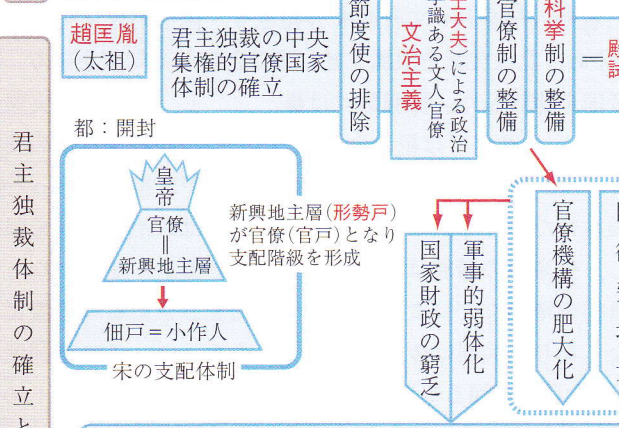 君主独裁体制の確立と
趙匡胤
(太祖)
君主独裁の中央
集権的官僚国家
体制の確立
節度使の排除
士大夫)による政治
学識ある文人官僚
文治主義
官僚制の整備
科挙制の整備
=
殿試
都：開封
皇帝
官僚
||
新興地主層
佃戸=小作人
宋の支配体制
新興地主層(形勢戸)
が官僚(官戸)となり
支配階級を形成
国家財政の窮乏
軍事的弱体化
官僚機構の肥大化